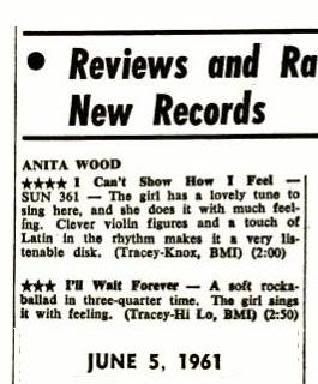 • Reviews and Ra
New Records
ANITA WOOD
★★★★ I Can't Show How I Feel —
SUN 361 — The girl has a lovely tune to
sing here, and she does it with much feel-
ing. Clever violin figures and a touch of
Latin in the rhythm makes it a very lis-
tenable disk. (Tracey-Knox, BMI) (2:00)
★★★ I'll Wait Forever — A soft rocka-
ballad in three-quarter time. The girl sings
it with feeling. (Tracey-Hi Lo, BMI) (2:50)
JUNE 5, 1961